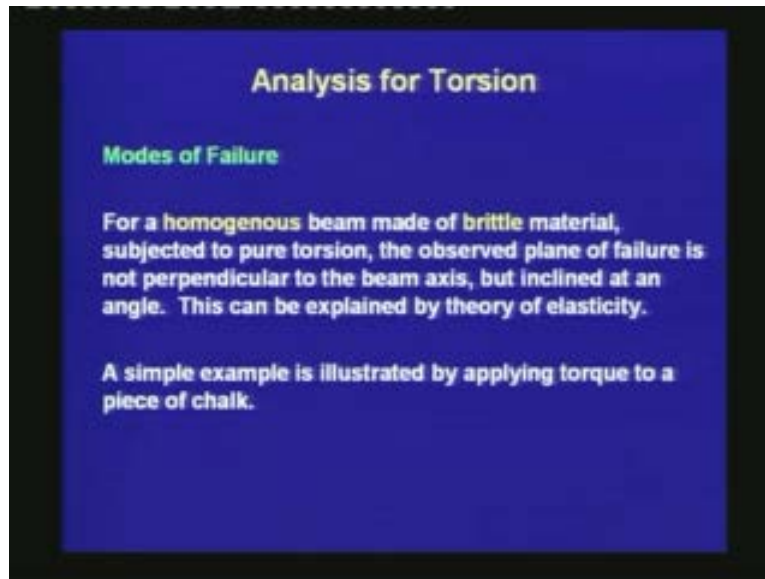 Analysis for Torsion
Modes of Failure
For a homogenous beam made of brittle material,
subjected to pure torsion, the observed plane of failure is
not perpendicular to the beam axis, but inclined at an
angle. This can be explained by theory of elasticity.
A simple example is illustrated by applying torque to a
piece of chalk.